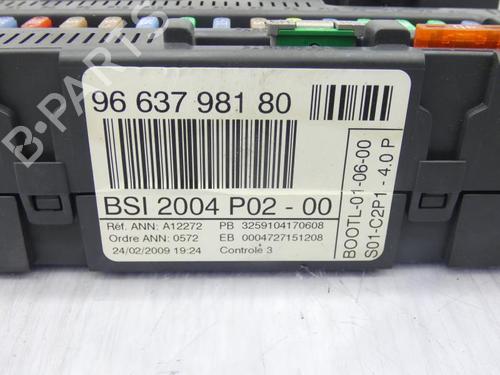 96 637 981 80
BSI 2004 P02 - 00
Réf. ANN: A12272 PB 3259104170608
Ordre ANN: 0572 EB 0004727151208
24/02/2009 19:24 Controle 3
BOOTL-01-06-00
S01-C2P1 - 4.0 P
B-PARTS